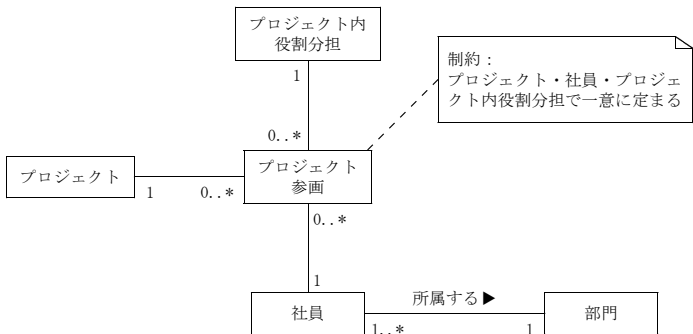 プロジェクト内
役割分担
1
制約：
プロジェクト・社員・プロジェ
クト内役割分担で一意に定まる
0..*
プロジェクト
プロジェクト
参画
1
0..*
0..*
1
所属する▶
社員
部門
1..*
1